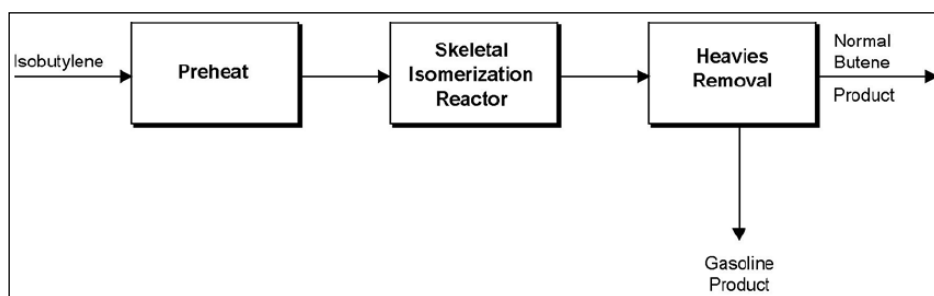 Isobutylene
Preheat
Skeletal
Isomerization
Reactor
Heavies
Removal
Normal
Butene
Product
Gasoline
Product